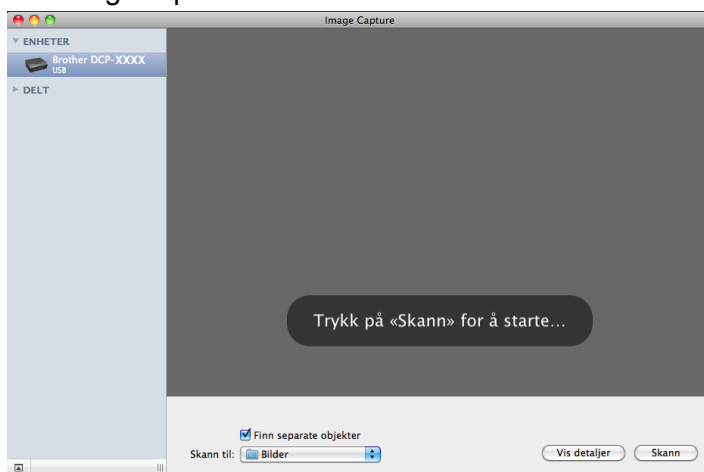 Image Capture
ENHETER
Brother DCP-XXXX
USB
DELT
Trykk på «Skann» for å starte...
Finn separate objekter
Skann til: Bilder
Vis detaljer
Skann